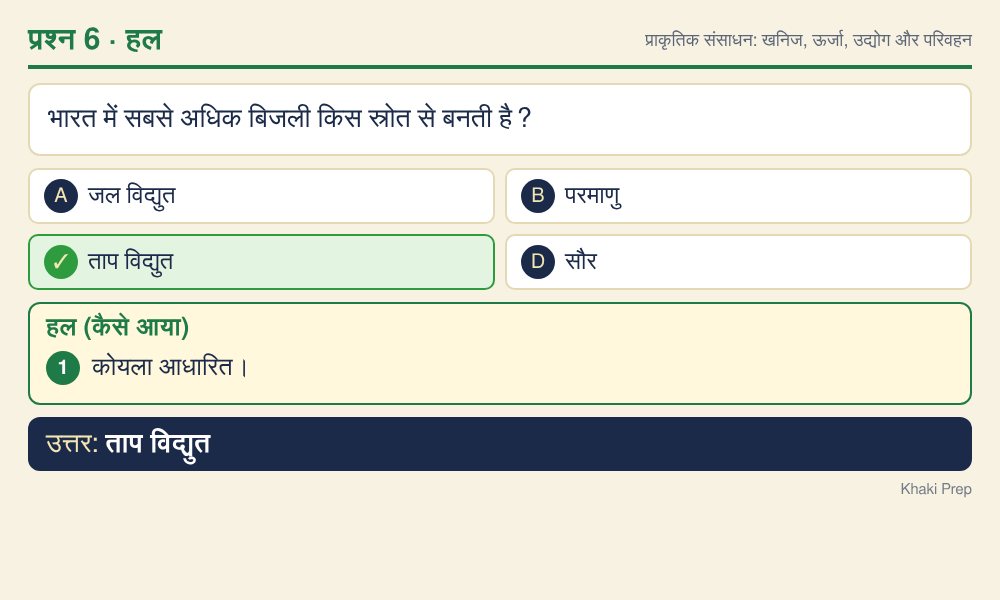 प्रश्न 6 · हल
प्राकृतिक संसाधन: खनिज, ऊर्जा, उद्योग और परिवहन
भारत में सबसे अधिक बिजली किस स्रोत से बनती है ?
A जल विद्युत
B परमाणु
✓ ताप विद्युत
D सौर
हल (कैसे आया)
1 कोयला आधारित।
उत्तर: ताप विद्युत
Khaki Prep